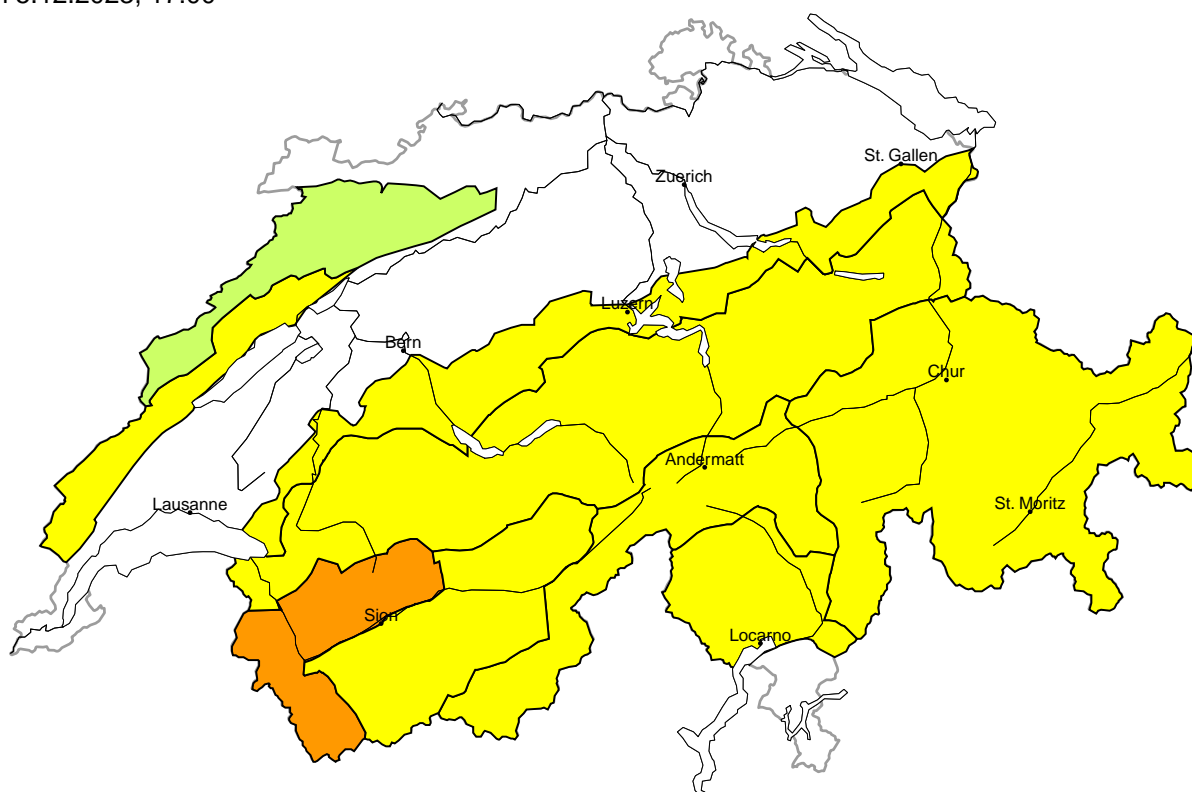 St. Gallen
Zuerich
Luzern
Bern
Chur
Andermatt
Lausanne
St. Moritz
Sion
Locarno